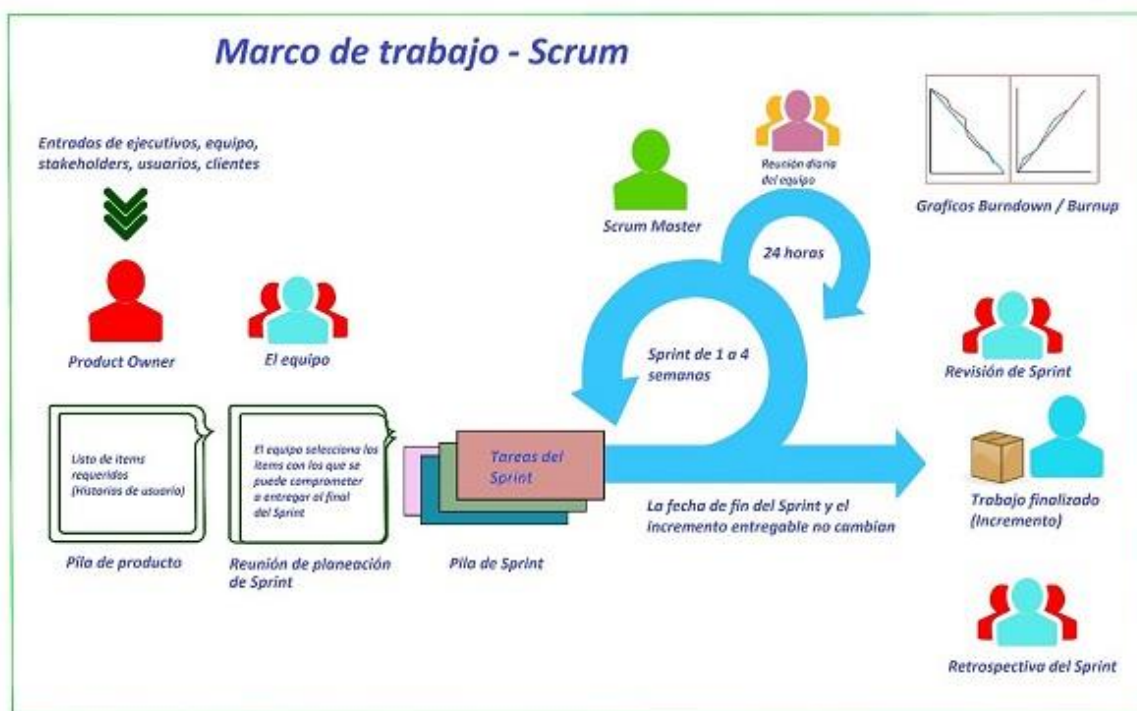 Marco de trabajo - Scrum
Entradas de ejecutivos, equipo,
stakeholders, usuarios, clientes
Product Owner
El equipo
Listo de items
requeridos
(Historias de usuario)
Pila de producto
El equipo selecciona los
items con los que se
puede comprometer
a entregar al final
del Sprint
Reunión de planeación
de Sprint
Tareas del
Sprint
Pila de Sprint
Scrum Master
Reunión diaria
del equipo
24 horas
Sprint de 1 a 4
semanas
La fecha de fin del Sprint y el
incremento entregable no cambian
Graficos Burndown / Burnup
Revisión de Sprint
Trabajo finalizado
(Incremento)
Retrospectiva del Sprint